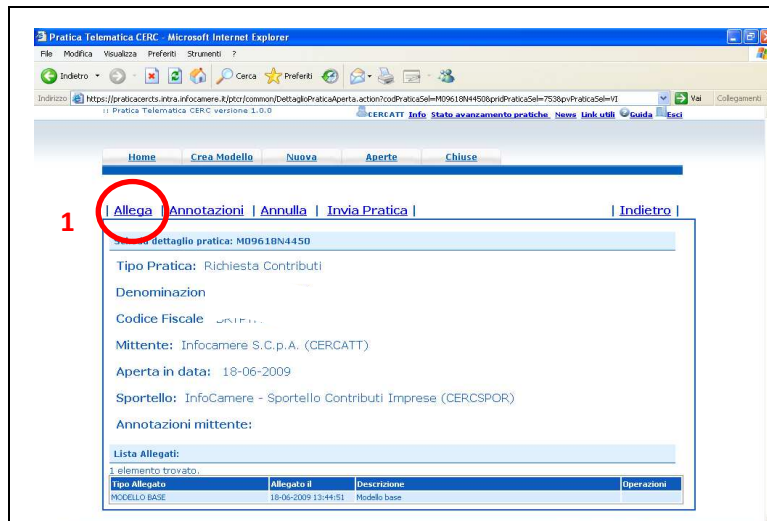 Pratica Telematica CERC - Microsoft Internet Explorer
File Modifica Visualizza Preferiti Strumenti ?
Indietro Cerca Preferiti
Indirizzo https://praticacercts.intra.infocamere.it/ptcr/common/DettaglioPraticaAperta.action?codPraticaSel=M09618N4450&pridPraticaSel=753&pvPraticaSel=VI Vai Collegamenti
:: Pratica Telematica CERC versione 1.0.0 CERCATT Info Stato avanzamento pratiche News Link utili Guida Esci
Home Crea Modello Nuova Aperte Chiuse
| Allega | Annotazioni | Annulla | Invia Pratica | | Indietro |
1
dettaglio pratica: M09618N4450
Tipo Pratica: Richiesta Contributi
Denominazion
Codice Fiscale
Mittente: Infocamere S.C.p.A. (CERCATT)
Aperta in data: 18-06-2009
Sportello: InfoCamere - Sportello Contributi Imprese (CERCSPOR)
Annotazioni mittente:
Lista Allegati:
1 elemento trovato.
Tipo Allegato Allegato il Descrizione Operazioni
MODELLO BASE 18-06-2009 13:44:51 Modello base